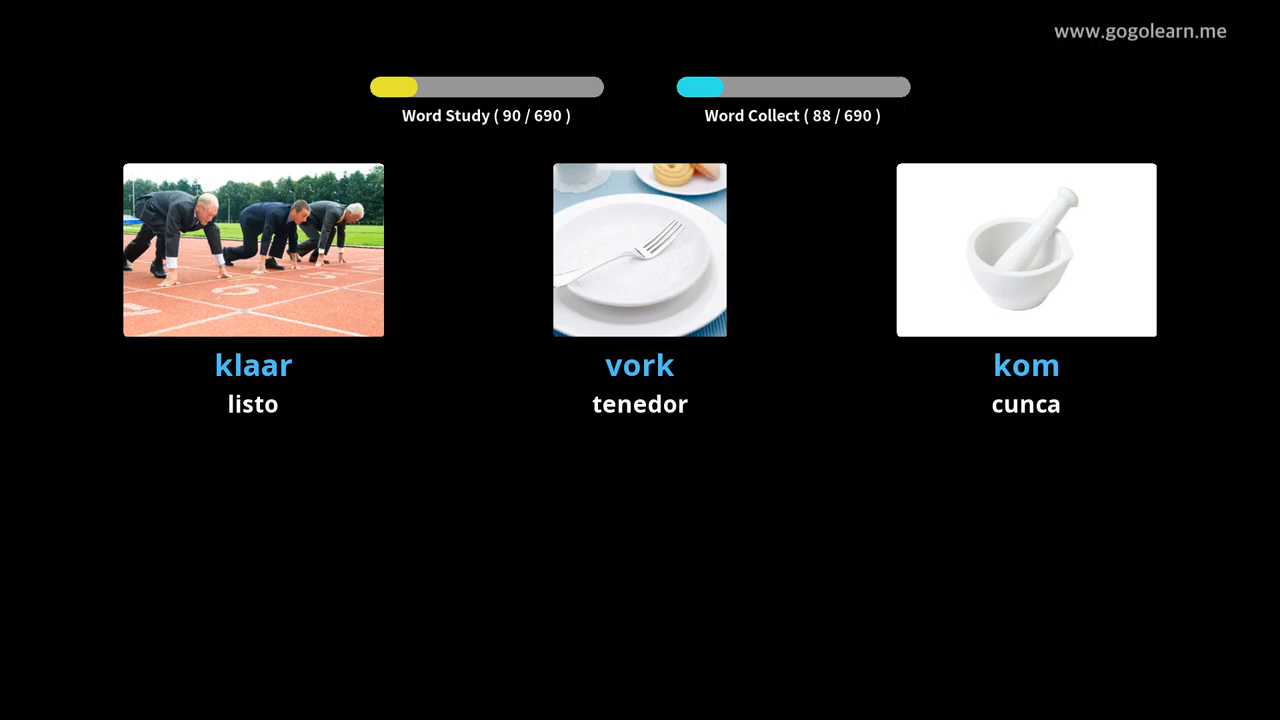 www.gogolearn.me
Word Study ( 90 / 690 )
Word Collect ( 88 / 690 )
klaar
listo
vork
tenedor
kom
cunca